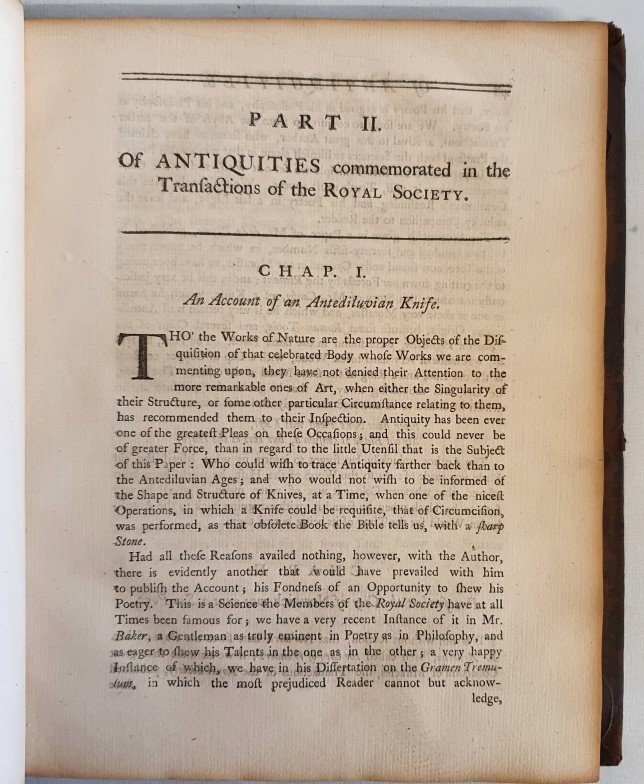 PART II.
Of ANTIQUITIES commemorated in the
Tranſactions of the ROYAL SOCIETY.
CHAP. I.
An Account of an Antediluvian Knife.
THO' the Works of Nature are the proper Objects of the Diſ-
quiſition of that celebrated Body whoſe Works we are com-
menting upon, they have not denied their Attention to the
more remarkable ones of Art, when either the Singularity of
their Structure, or ſome other particular Circumſtance relating to them,
has recommended them to their Inſpection. Antiquity has been ever
one of the greateſt Pleas on theſe Occaſions; and this could never be
of greater Force, than in regard to the little Utenſil that is the Subject
of this Paper: Who could wiſh to trace Antiquity farther back than to
the Antediluvian Ages; and who would not wiſh to be informed of
the Shape and Structure of Knives, at a Time, when one of the niceſt
Operations, in which a Knife could be requiſite, that of Circumciſion,
was performed, as that obſolete Book the Bible tells us, with a ſharp
Stone.
Had all theſe Reaſons availed nothing, however, with the Author,
there is evidently another that would have prevailed with him
to publiſh the Account; his Fondneſs of an Opportunity to ſhew his
Poetry. This is a Science the Members of the Royal Society have at all
Times been famous for; we have a very recent Inſtance of it in Mr.
Baker, a Gentleman as truly eminent in Poetry as in Philoſophy, and
as eager to ſhew his Talents in the one as in the other; a very happy
Inſtance of which, we have in his Diſſertation on the Gramen Tremu-
lum, in which the moſt prejudiced Reader cannot but acknow-
ledge,